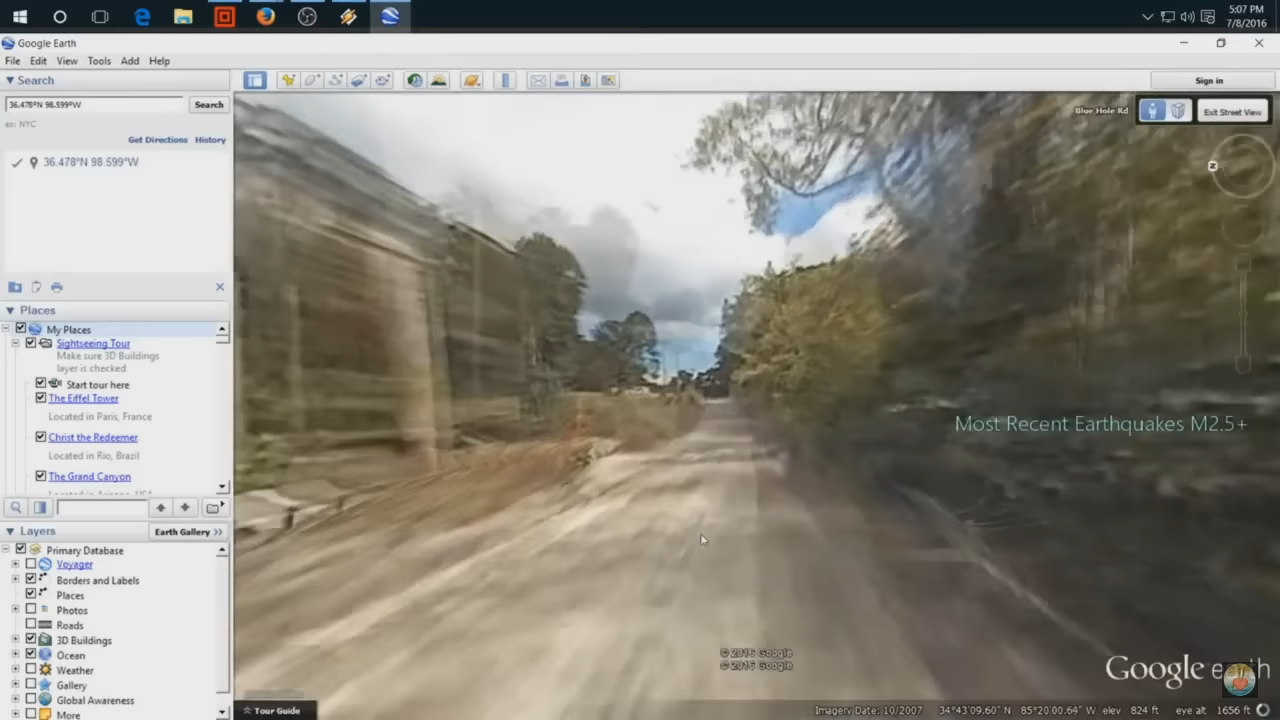 5:07 PM
7/8/2016
Google Earth
File Edit View Tools Add Help
Search
36.478°N 98.599°W
Search
ex: NYC
Get Directions History
36.478°N 98.599°W
Places
My Places
Sightseeing Tour
Make sure 3D Buildings
layer is checked
Start tour here
The Eiffel Tower
Located in Paris, France
Christ the Redeemer
Located in Rio, Brazil
The Grand Canyon
Located in Arizona, USA
Layers
Earth Gallery >>
Primary Database
Voyager
Borders and Labels
Places
Photos
Roads
3D Buildings
Ocean
Weather
Gallery
Global Awareness
More
Sign in
Blue Hole Rd
Exit Street View
Most Recent Earthquakes M2.5+
© 2016 Google
© 2016 Google
Google earth
Tour Guide
Imagery Date: 10/2007 34°43'09.60" N 85°20'00.64" W elev 824 ft eye alt 1656 ft